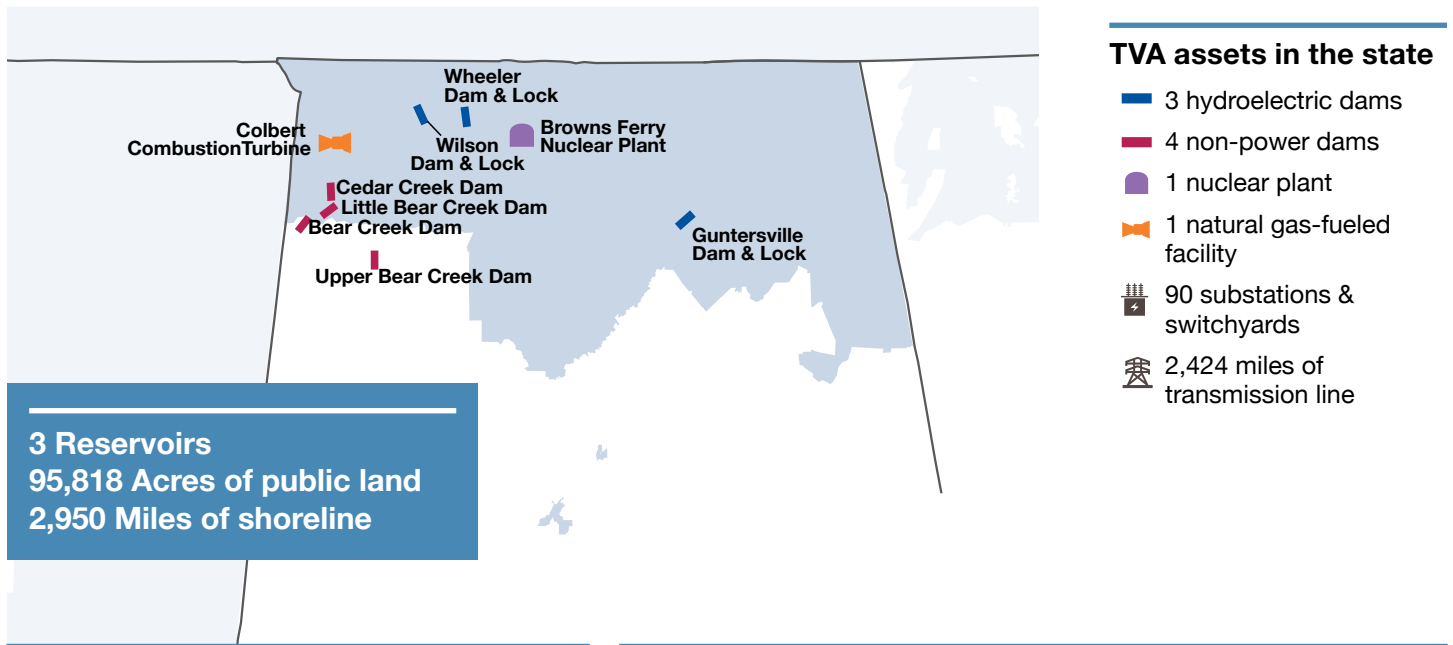 Wheeler
Dam & Lock
Colbert
CombustionTurbine
Wilson
Dam & Lock
Browns Ferry
Nuclear Plant
Cedar Creek Dam
Little Bear Creek Dam
Bear Creek Dam
Upper Bear Creek Dam
Guntersville
Dam & Lock
3 Reservoirs
95,818 Acres of public land
2,950 Miles of shoreline
TVA assets in the state
3 hydroelectric dams
4 non-power dams
1 nuclear plant
1 natural gas-fueled
facility
90 substations &
switchyards
2,424 miles of
transmission line